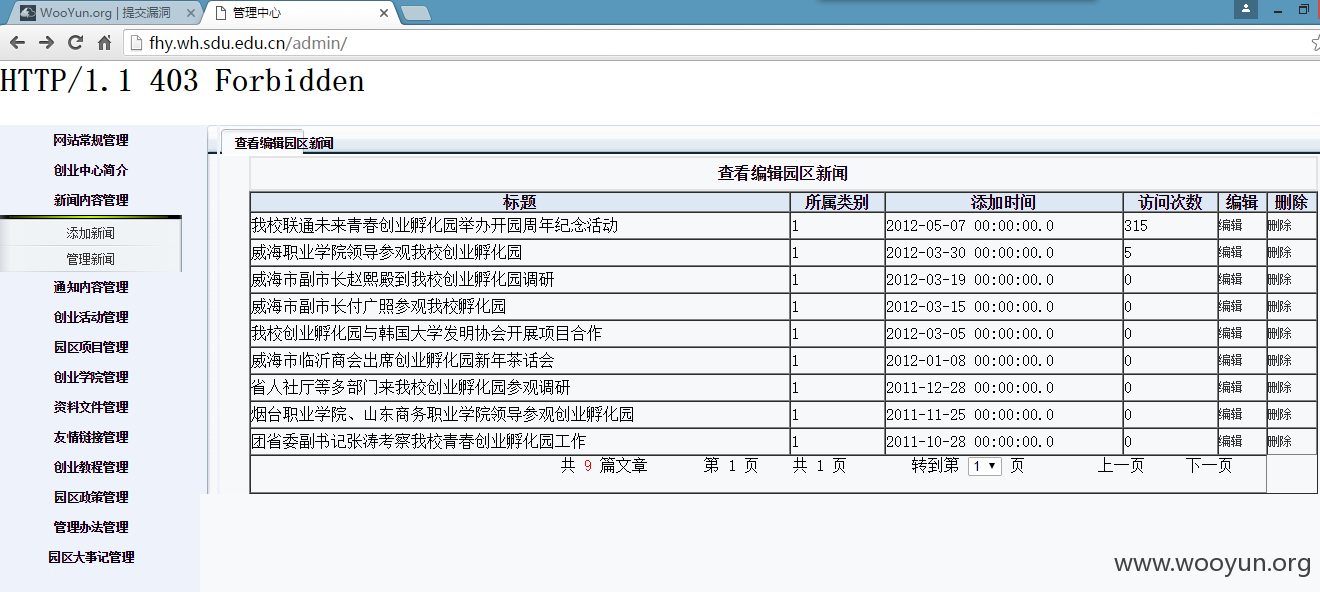 WooYun.org | 提交漏洞
管理中心
fhy.wh.sdu.edu.cn/admin/
HTTP/1.1 403 Forbidden
网站常规管理
创业中心简介
新闻内容管理
添加新闻
管理新闻
通知内容管理
创业活动管理
园区项目管理
创业学院管理
资料文件管理
友情链接管理
创业教程管理
园区政策管理
管理办法管理
园区大事记管理
查看编辑园区新闻
查看编辑园区新闻
标题 所属类别 添加时间 访问次数 编辑 删除
我校联通未来青春创业孵化园举办开园周年纪念活动 1 2012-05-07 00:00:00.0 315 编辑 删除
威海职业学院领导参观我校创业孵化园 1 2012-03-30 00:00:00.0 5 编辑 删除
威海市副市长赵熙殿到我校创业孵化园调研 1 2012-03-19 00:00:00.0 0 编辑 删除
威海市副市长付广照参观我校孵化园 1 2012-03-15 00:00:00.0 0 编辑 删除
我校创业孵化园与韩国大学发明协会开展项目合作 1 2012-03-05 00:00:00.0 0 编辑 删除
威海市临沂商会出席创业孵化园新年茶话会 1 2012-01-08 00:00:00.0 0 编辑 删除
省人社厅等多部门来我校创业孵化园参观调研 1 2011-12-28 00:00:00.0 0 编辑 删除
烟台职业学院、山东商务职业学院领导参观创业孵化园 1 2011-11-25 00:00:00.0 0 编辑 删除
团省委副书记张涛考察我校青春创业孵化园工作 1 2011-10-28 00:00:00.0 0 编辑 删除
共 9 篇文章 第 1 页 共 1 页 转到第 1 页 上一页 下一页
www.wooyun.org